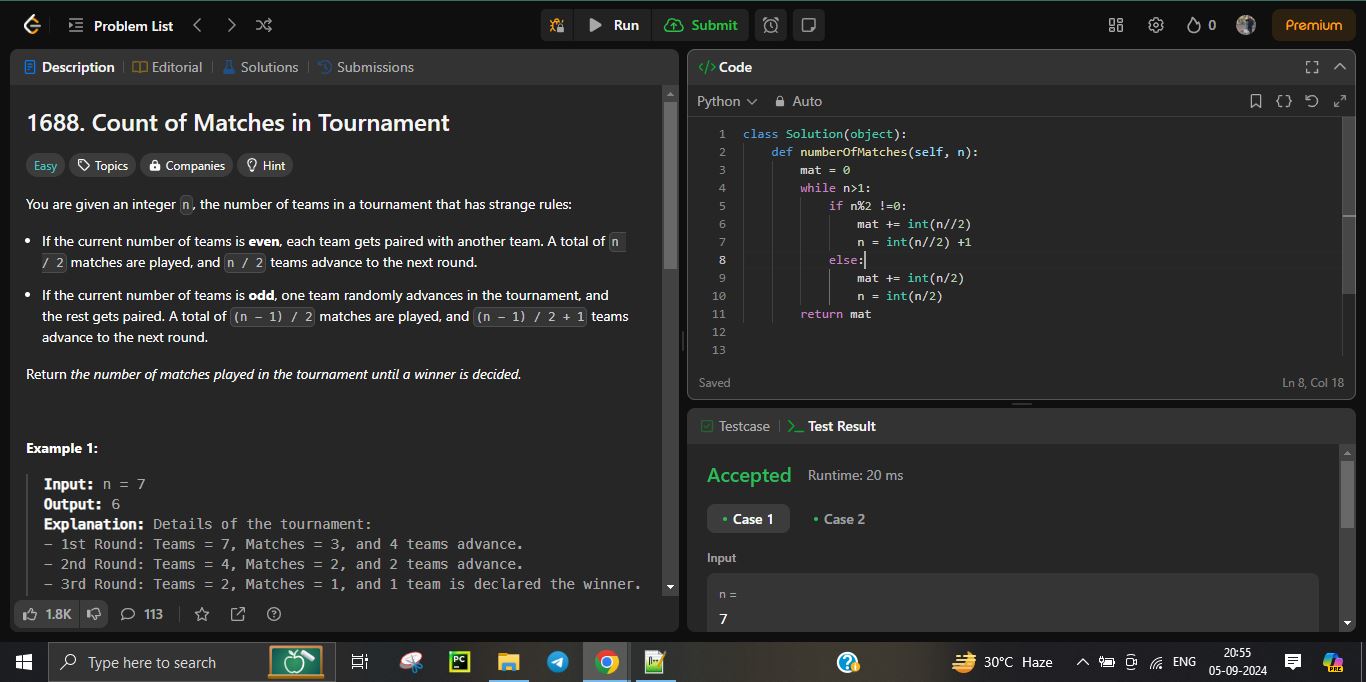 Problem List
Run
Submit
0
Premium
Description
Editorial
Solutions
Submissions
1688. Count of Matches in Tournament
Easy
Topics
Companies
Hint
You are given an integer n, the number of teams in a tournament that has strange rules:
• If the current number of teams is even, each team gets paired with another team. A total of n
/ 2 matches are played, and n / 2 teams advance to the next round.
• If the current number of teams is odd, one team randomly advances in the tournament, and
the rest gets paired. A total of (n - 1) / 2 matches are played, and (n - 1) / 2 + 1 teams
advance to the next round.
Return the number of matches played in the tournament until a winner is decided.
Example 1:
Input: n = 7
Output: 6
Explanation: Details of the tournament:
- 1st Round: Teams = 7, Matches = 3, and 4 teams advance.
- 2nd Round: Teams = 4, Matches = 2, and 2 teams advance.
- 3rd Round: Teams = 2, Matches = 1, and 1 team is declared the winner.
1.8K
113
</> Code
Python
Auto
1 class Solution(object):
2 def numberOfMatches(self, n):
3 mat = 0
4 while n>1:
5 if n%2 !=0:
6 mat += int(n//2)
7 n = int(n//2) +1
8 else:
9 mat += int(n/2)
10 n = int(n/2)
11 return mat
12
13
Saved
Ln 8, Col 18
Testcase
>_ Test Result
Accepted
Runtime: 20 ms
• Case 1
• Case 2
Input
n =
7
Type here to search
PC
30°C Haze
ENG
20:55
05-09-2024
PRE